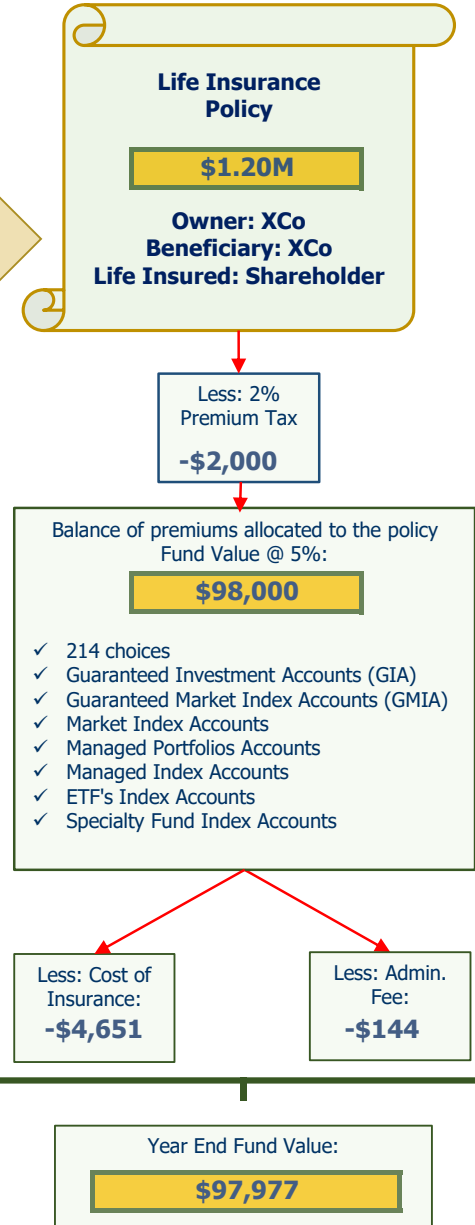 Life Insurance
Policy
$1.20M
Owner: XCo
Beneficiary: XCo
Life Insured: Shareholder
Less: 2%
Premium Tax
-$2,000
Balance of premiums allocated to the policy
Fund Value @ 5%:
$98,000
✓ 214 choices
✓ Guaranteed Investment Accounts (GIA)
✓ Guaranteed Market Index Accounts (GMIA)
✓ Market Index Accounts
✓ Managed Portfolios Accounts
✓ Managed Index Accounts
✓ ETF's Index Accounts
✓ Specialty Fund Index Accounts
Less: Cost of
Insurance:
-$4,651
Less: Admin.
Fee:
-$144
Year End Fund Value:
$97,977